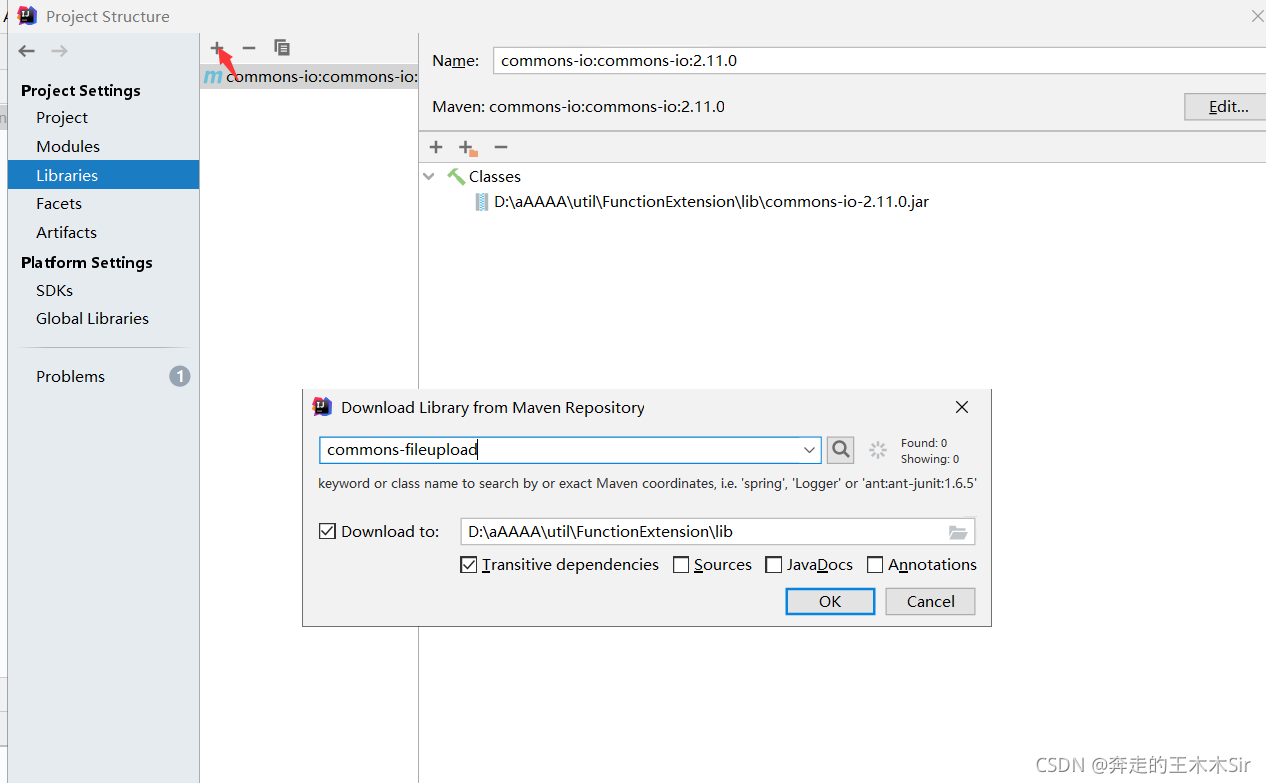 Project Structure
Project Settings
Project
Modules
Libraries
Facets
Artifacts
Platform Settings
SDKs
Global Libraries
Problems
1
m commons-io:commons-io:
Name: commons-io:commons-io:2.11.0
Maven: commons-io:commons-io:2.11.0
Edit...
Classes
D:\aAAAA\util\FunctionExtension\lib\commons-io-2.11.0.jar
Download Library from Maven Repository
commons-fileupload
Found: 0
Showing: 0
keyword or class name to search by or exact Maven coordinates, i.e. 'spring', 'Logger' or 'ant:ant-junit:1.6.5'
Download to: D:\aAAAA\util\FunctionExtension\lib
Transitive dependencies Sources JavaDocs Annotations
OK Cancel
CSDN @奔走的王木木Sir